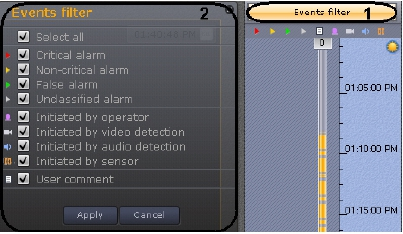 Events filter 2
Select all
Critical alarm
Non-critical alarm
False alarm
Unclassified alarm
Initiated by operator
Initiated by video detection
Initiated by audio detection
Initiated by sensor
User comment
Apply Cancel
Events filter 1
0
01:05:00 PM
01:10:00 PM
01:15:00 PM